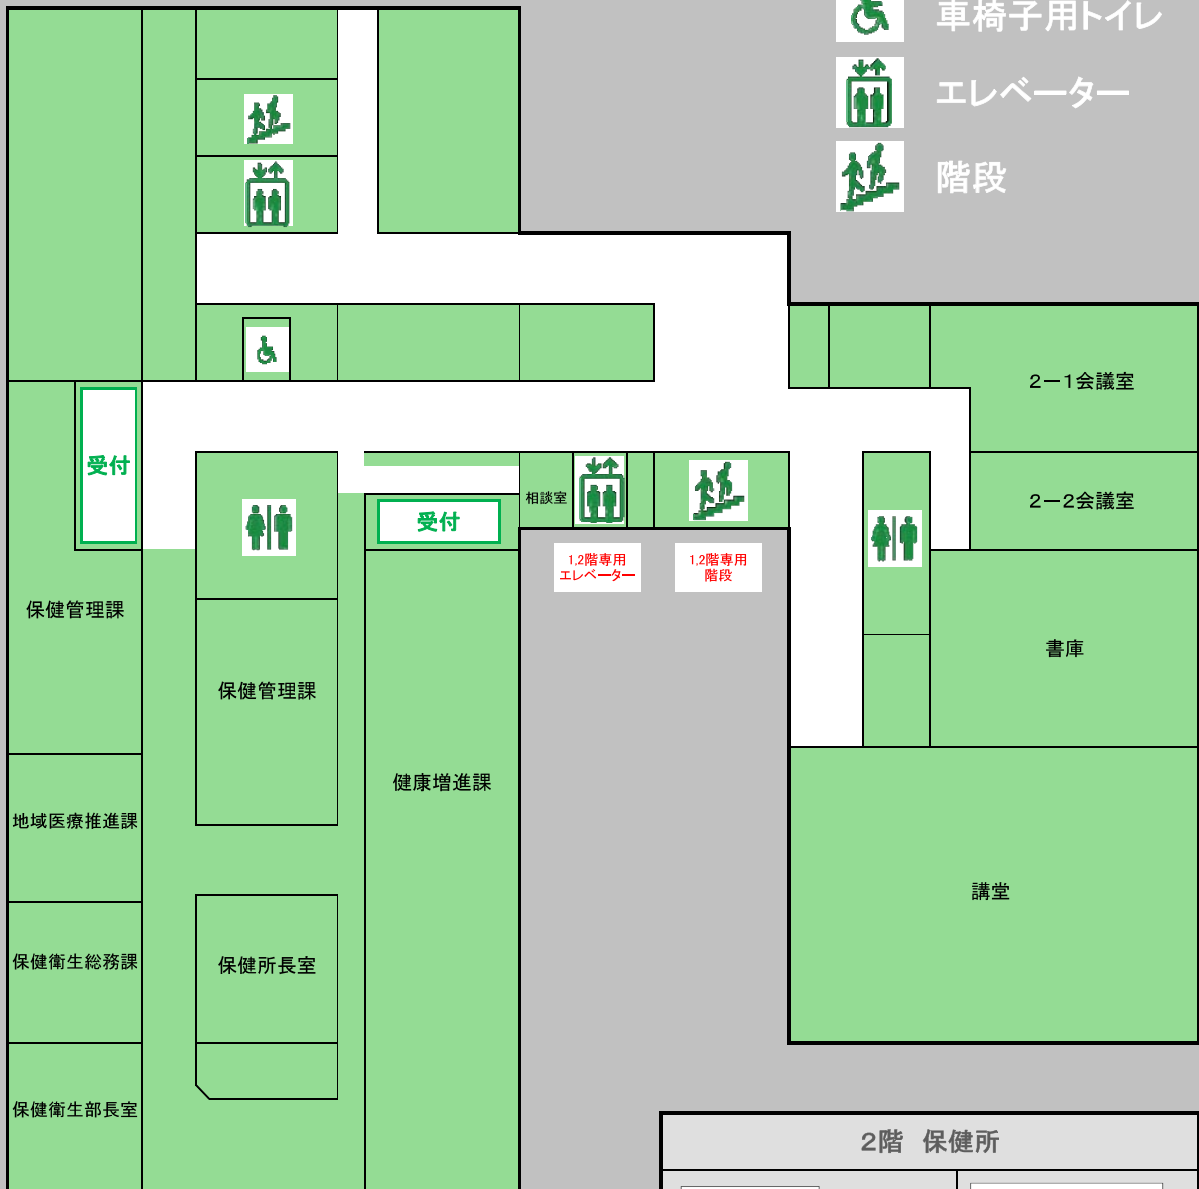 車椅子用トイレ
エレベーター
階段
2－1会議室
受付
2－2会議室
相談室
受付
1,2階専用
エレベーター
1,2階専用
階段
保健管理課
書庫
保健管理課
健康増進課
地域医療推進課
講堂
保健衛生総務課
保健所長室
保健衛生部長室
2階 保健所